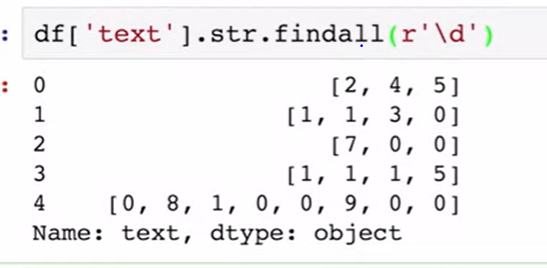 : df['text'].str.findall(r'\d')
: 0 [2, 4, 5]
1 [1, 1, 3, 0]
2 [7, 0, 0]
3 [1, 1, 1, 5]
4 [0, 8, 1, 0, 0, 9, 0, 0]
Name: text, dtype: object